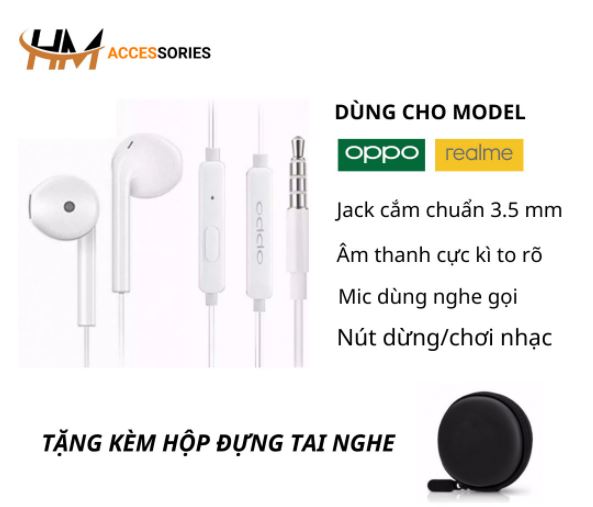 HM ACCESSORIES
DÙNG CHO MODEL
oppo realme
Jack cắm chuẩn 3.5 mm
Âm thanh cực kì to rõ
Mic dùng nghe gọi
oppo
Nút dừng/chơi nhạc
TẶNG KÈM HỘP ĐỰNG TAI NGHE